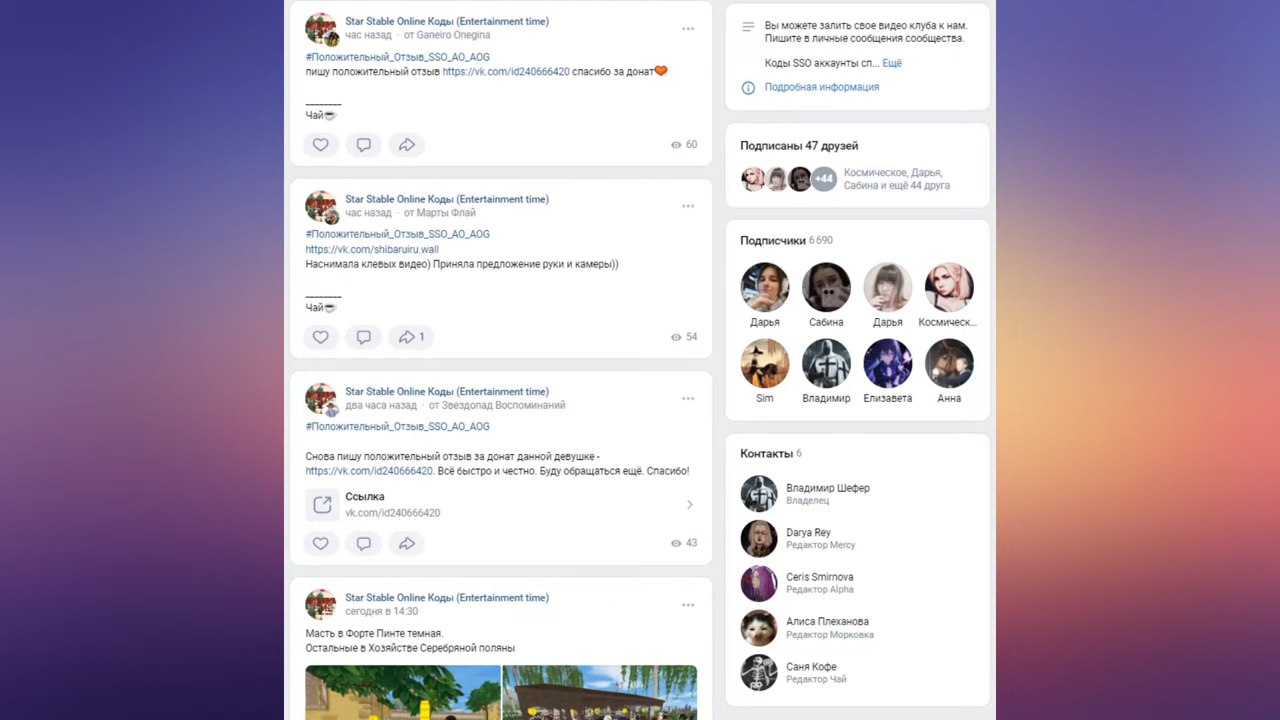 Star Stable Online Коды (Entertainment time)
час назад · от Ganeiro Onegina
#Положительный_Отзыв_SSO_AO_AOG
пишу положительный отзыв https://vk.com/id240666420 спасибо за донат
________
Чай
60
Star Stable Online Коды (Entertainment time)
час назад · от Марты Флай
#Положительный_Отзыв_SSO_AO_AOG
https://vk.com/shibaruiru.wall
Наснимала клевых видео) Приняла предложение руки и камеры))
________
Чай
1
54
Star Stable Online Коды (Entertainment time)
два часа назад · от Звездопад Воспоминаний
#Положительный_Отзыв_SSO_AO_AOG
Снова пишу положительный отзыв за донат данной девушке -
https://vk.com/id240666420. Всё быстро и честно. Буду обращаться ещё. Спасибо!
Ссылка
vk.com/id240666420
43
Star Stable Online Коды (Entertainment time)
сегодня в 14:30
Масть в Форте Пинте темная.
Остальные в Хозяйстве Серебряной поляны
Вы можете залить свое видео клуба к нам.
Пишите в личные сообщения сообщества.
Коды SSO аккаунты сп... Ещё
Подробная информация
Подписаны 47 друзей
+44
Космическое, Дарья,
Сабина и ещё 44 друга
Подписчики 6 690
Дарья Сабина Дарья Космическ...
Sim Владимир Елизавета Анна
Контакты 6
Владимир Шефер
Владелец
Darya Rey
Редактор Mercy
Ceris Smirnova
Редактор Alpha
Алиса Плеханова
Редактор Морковка
Саня Кофе
Редактор Чай